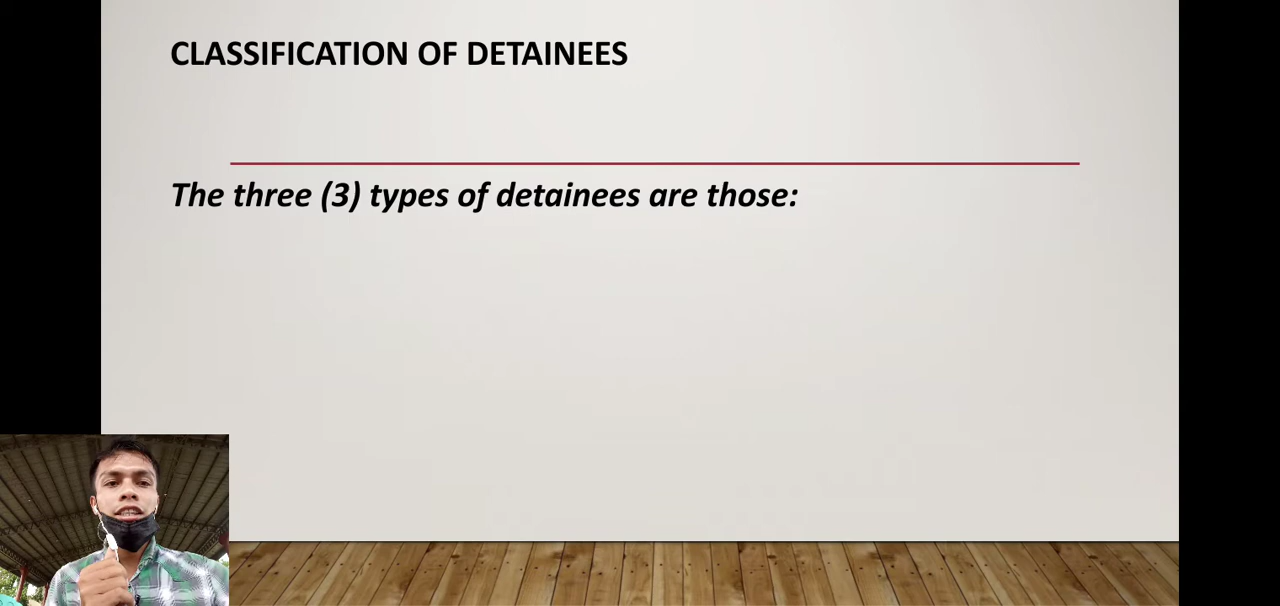 CLASSIFICATION OF DETAINEES
The three (3) types of detainees are those: